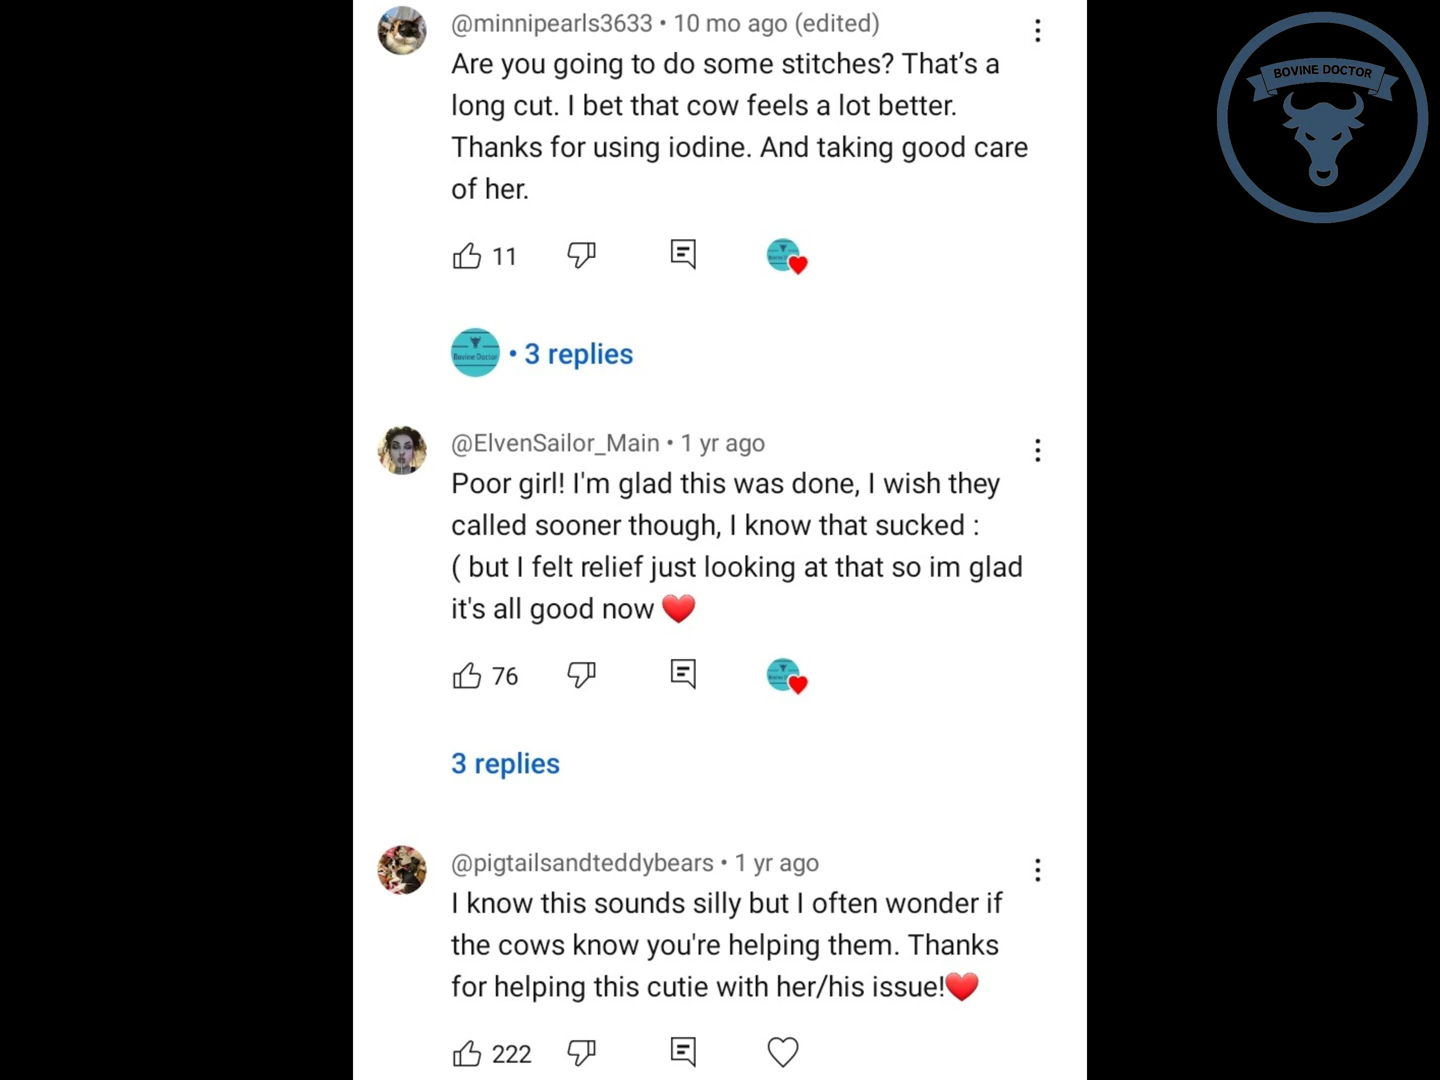 @minnipearls3633 • 10 mo ago (edited)
Are you going to do some stitches? That’s a
long cut. I bet that cow feels a lot better.
Thanks for using iodine. And taking good care
of her.
11
Bovine Doctor
• 3 replies
@ElvenSailor_Main • 1 yr ago
Poor girl! I'm glad this was done, I wish they
called sooner though, I know that sucked :
( but I felt relief just looking at that so im glad
it's all good now ❤️
76
3 replies
@pigtailsandteddybears • 1 yr ago
I know this sounds silly but I often wonder if
the cows know you're helping them. Thanks
for helping this cutie with her/his issue!❤️
222
BOVINE DOCTOR